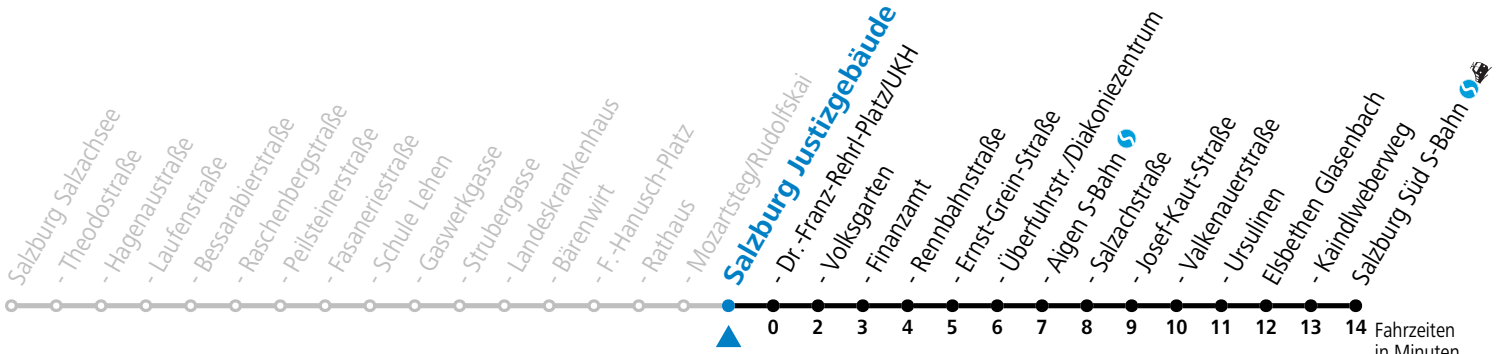 Salzburg Salzachsee
- Theodostraße
- Hagenaustraße
- Laufenstraße
- Bessarabierstraße
- Raschenbergstraße
- Peilsteinerstraße
- Fasaneriestraße
- Schule Lehen
- Gaswerkgasse
- Strubergasse
- Landeskrankenhaus
- Bärenwirt
- F.-Hanusch-Platz
- Rathaus
- Mozartsteg/Rudolfskai
Salzburg Justizgebäude
- Dr.-Franz-Rehrl-Platz/UKH
- Volksgarten
- Finanzamt
- Rennbahnstraße
- Ernst-Grein-Straße
- Überfuhrstr./Diakoniezentrum
- Aigen S-Bahn
- Salzachstraße
- Josef-Kaut-Straße
- Valkenauerstraße
- Ursulinen
Elsbethen Glasenbach
- Kaindlweberweg
Salzburg Süd S-Bahn
0 2 3 4 5 6 7 8 9 10 11 12 13 14 Fahrzeiten
in Minuten